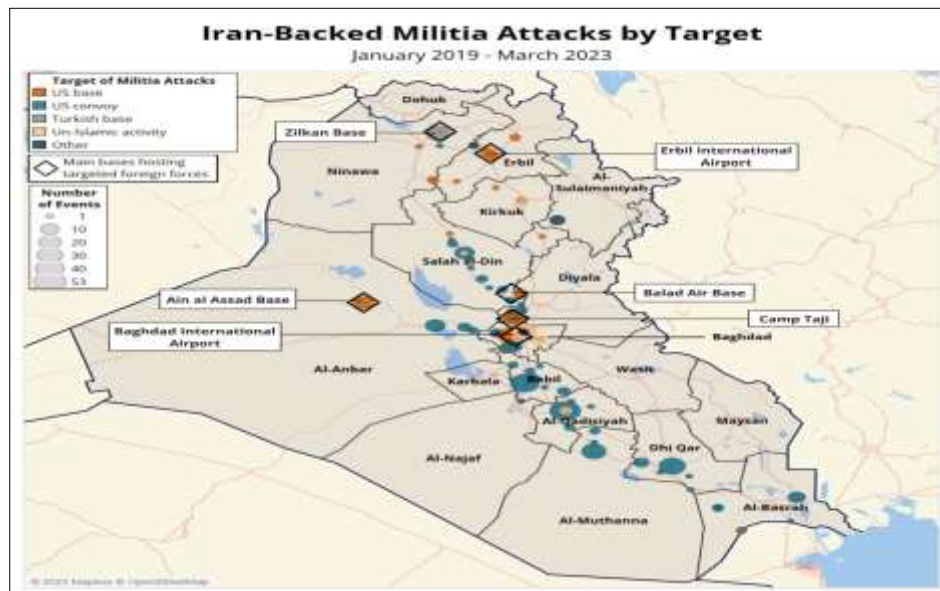 Iran-Backed Militia Attacks by Target
January 2019 - March 2023
Target of Militia Attacks
US base
US convoy
Turkish base
Un-Islamic activity
Other
Main bases hosting
targeted foreign forces
Number
of Events
1
10
20
30
40
53
Dohuk
Zilkan Base
Erbil
Erbil International
Airport
Ninawa
Al-
Sulaimaniyah
Kirkuk
Salah al-Din
Diyala
Ain al Assad Base
Balad Air Base
Camp Taji
Baghdad International
Airport
Baghdad
Al-Anbar
Karbala
Babil
Wasit
Al-Qadisiyah
Maysan
Al-Najaf
Dhi Qar
Al-Muthanna
Al-Basrah
© 2023 Mapbox © OpenStreetMap